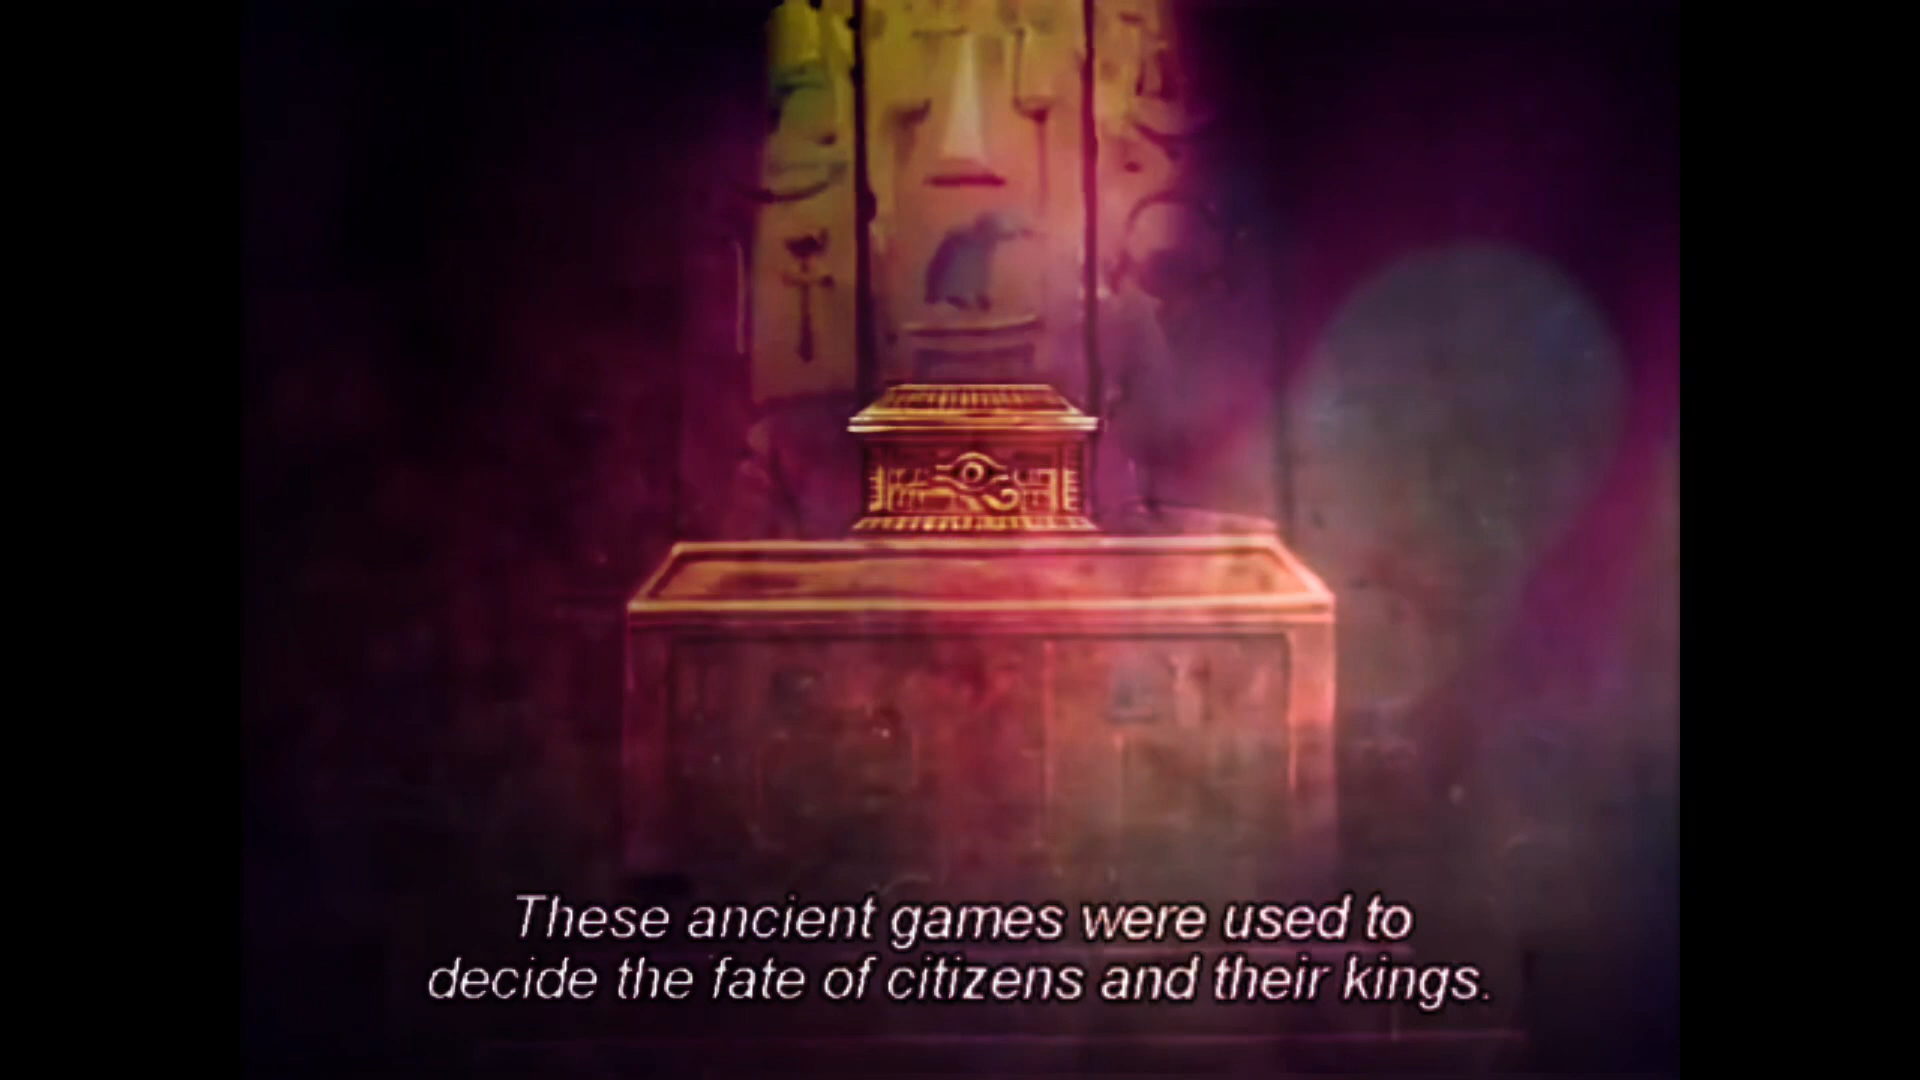 These ancient games were used to
decide the fate of citizens and their kings.